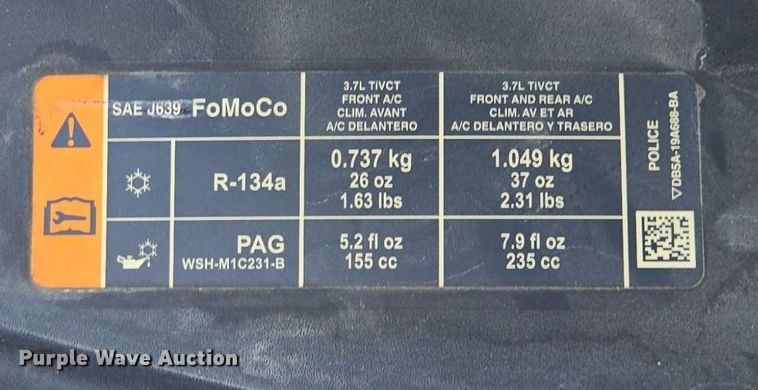 SAE J639 FoMoCo
3.7L TiVCT
FRONT A/C
CLIM. AVANT
A/C DELANTERO
3.7L TiVCT
FRONT AND REAR A/C
CLIM. AV ET AR
A/C DELANTERO Y TRASERO
R-134a
0.737 kg
26 oz
1.63 lbs
1.049 kg
37 oz
2.31 lbs
PAG
WSH-M1C231-B
5.2 fl oz
155 cc
7.9 fl oz
235 cc
POLICE
▽DB5A-19A688-BA
Purple Wave Auction